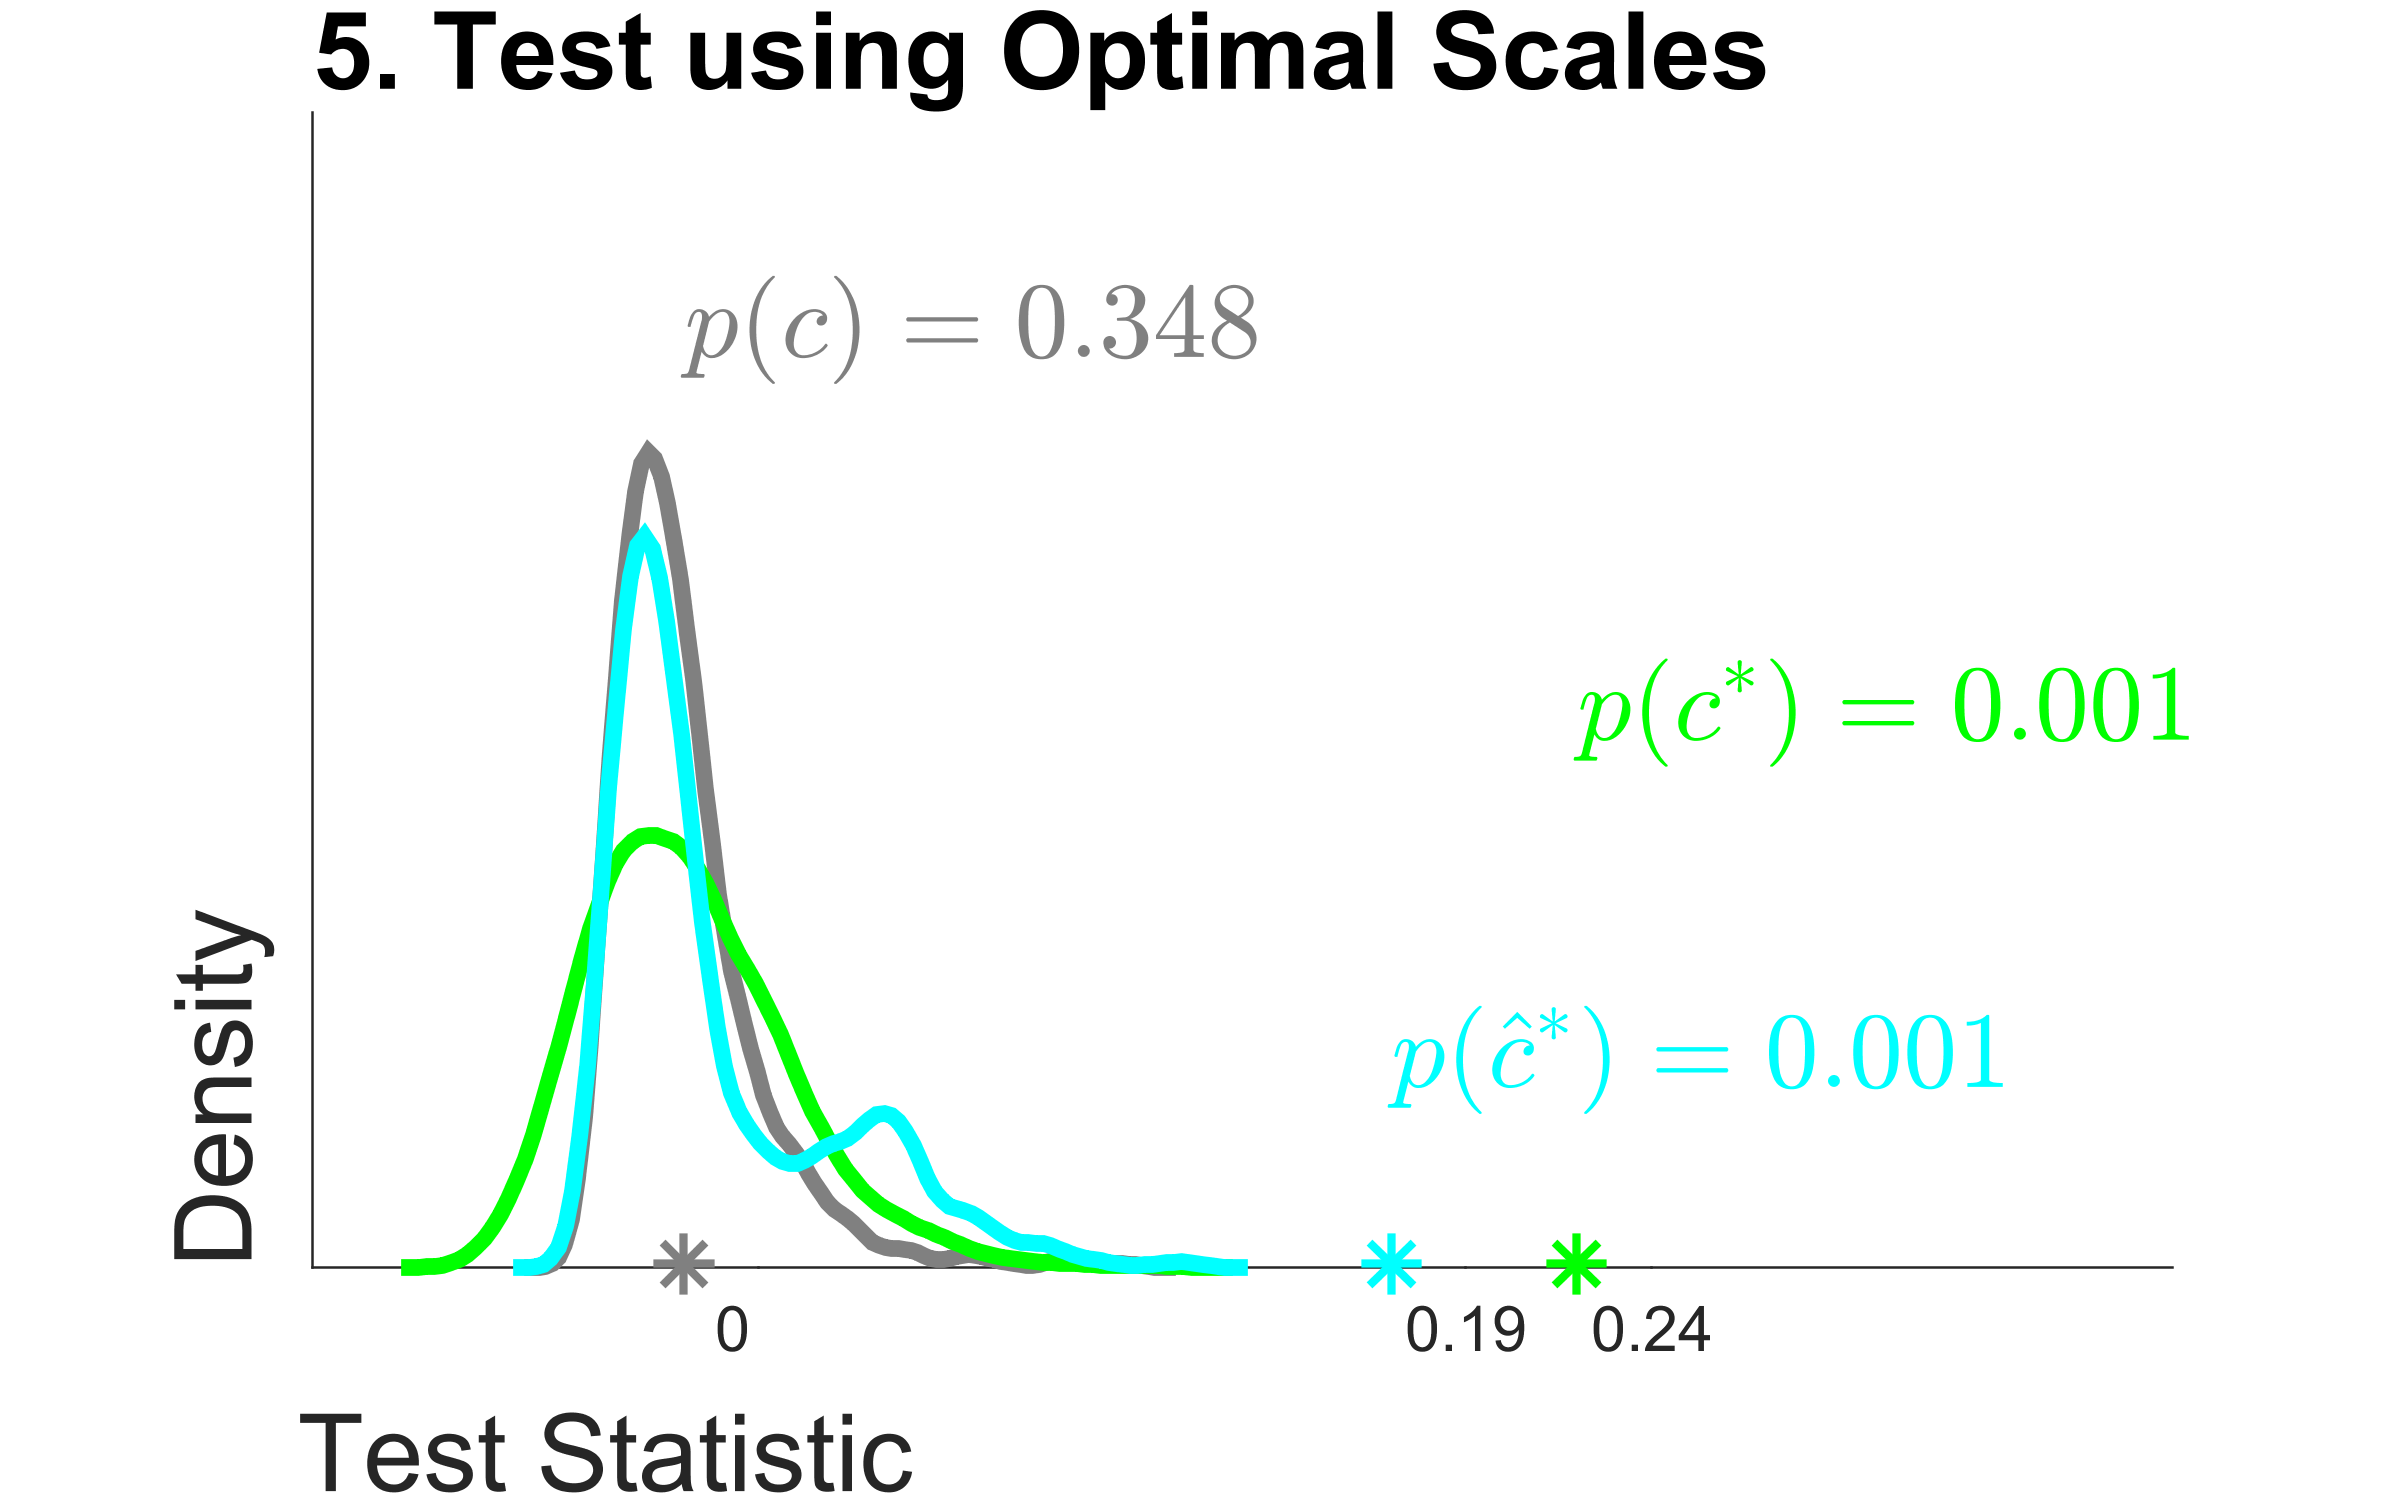 5. Test using Optimal Scales
p(c) = 0.348
p(c*) = 0.001
p(ĉ*) = 0.001
Density
0 0.19 0.24
Test Statistic